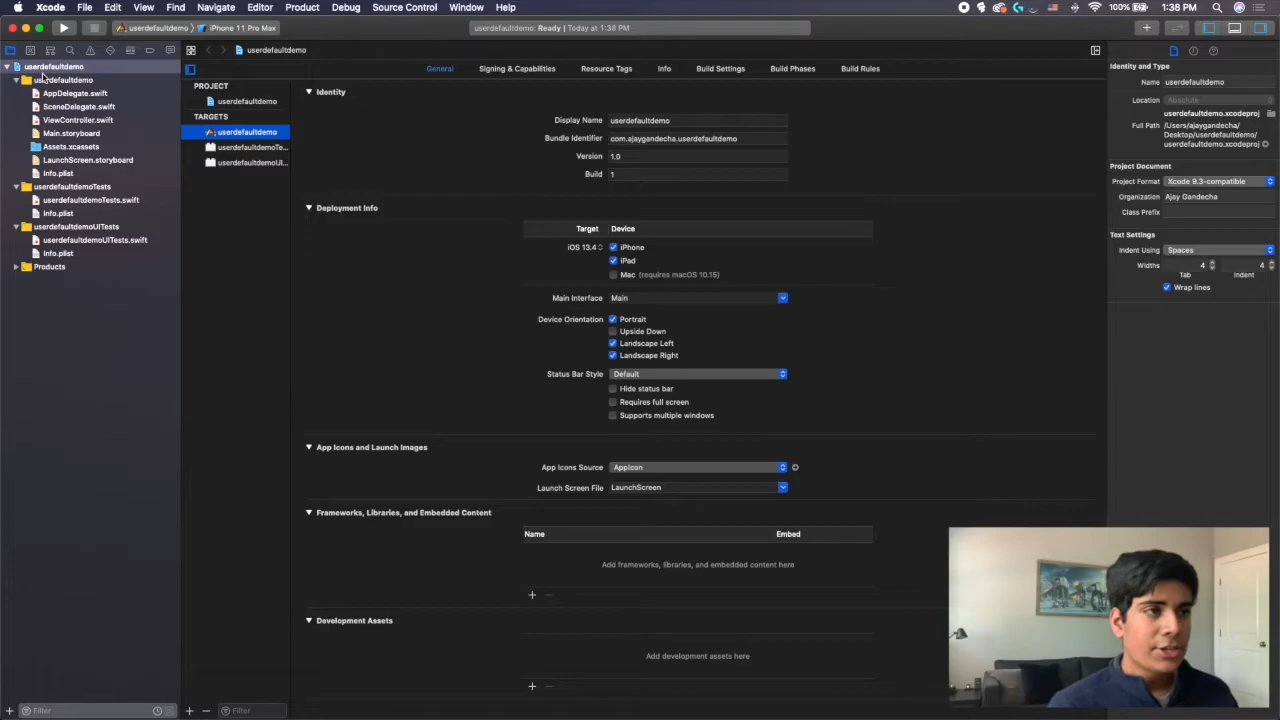 Xcode File Edit View Find Navigate Editor Product Debug Source Control Window Help 100% 1:38 PM
userdefaultdemo iPhone 11 Pro Max userdefaultdemo: Ready | Today at 1:38 PM
userdefaultdemo
userdefaultdemo
AppDelegate.swift
SceneDelegate.swift
ViewController.swift
Main.storyboard
Assets.xcassets
LaunchScreen.storyboard
Info.plist
userdefaultdemoTests
userdefaultdemoTests.swift
Info.plist
userdefaultdemoUITests
userdefaultdemoUITests.swift
Info.plist
Products
Filter
userdefaultdemo
PROJECT
userdefaultdemo
TARGETS
userdefaultdemo
userdefaultdemoTe...
userdefaultdemoUI...
Filter
General Signing & Capabilities Resource Tags Info Build Settings Build Phases Build Rules
Identity
Display Name userdefaultdemo
Bundle Identifier com.ajaygandecha.userdefaultdemo
Version 1.0
Build 1
Deployment Info
Target Device
iOS 13.4 iPhone
iPad
Mac (requires macOS 10.15)
Main Interface Main
Device Orientation Portrait
Upside Down
Landscape Left
Landscape Right
Status Bar Style Default
Hide status bar
Requires full screen
Supports multiple windows
App Icons and Launch Images
App Icons Source AppIcon
Launch Screen File LaunchScreen
Frameworks, Libraries, and Embedded Content
Name Embed
Add frameworks, libraries, and embedded content here
Development Assets
Add development assets here
Identity and Type
Name userdefaultdemo
Location Absolute
userdefaultdemo.xcodeproj
Full Path /Users/ajaygandecha/
Desktop/userdefaultdemo/
userdefaultdemo.xcodeproj
Project Document
Project Format Xcode 9.3-compatible
Organization Ajay Gandecha
Class Prefix
Text Settings
Indent Using Spaces
Widths 4 4
Tab Indent
Wrap lines